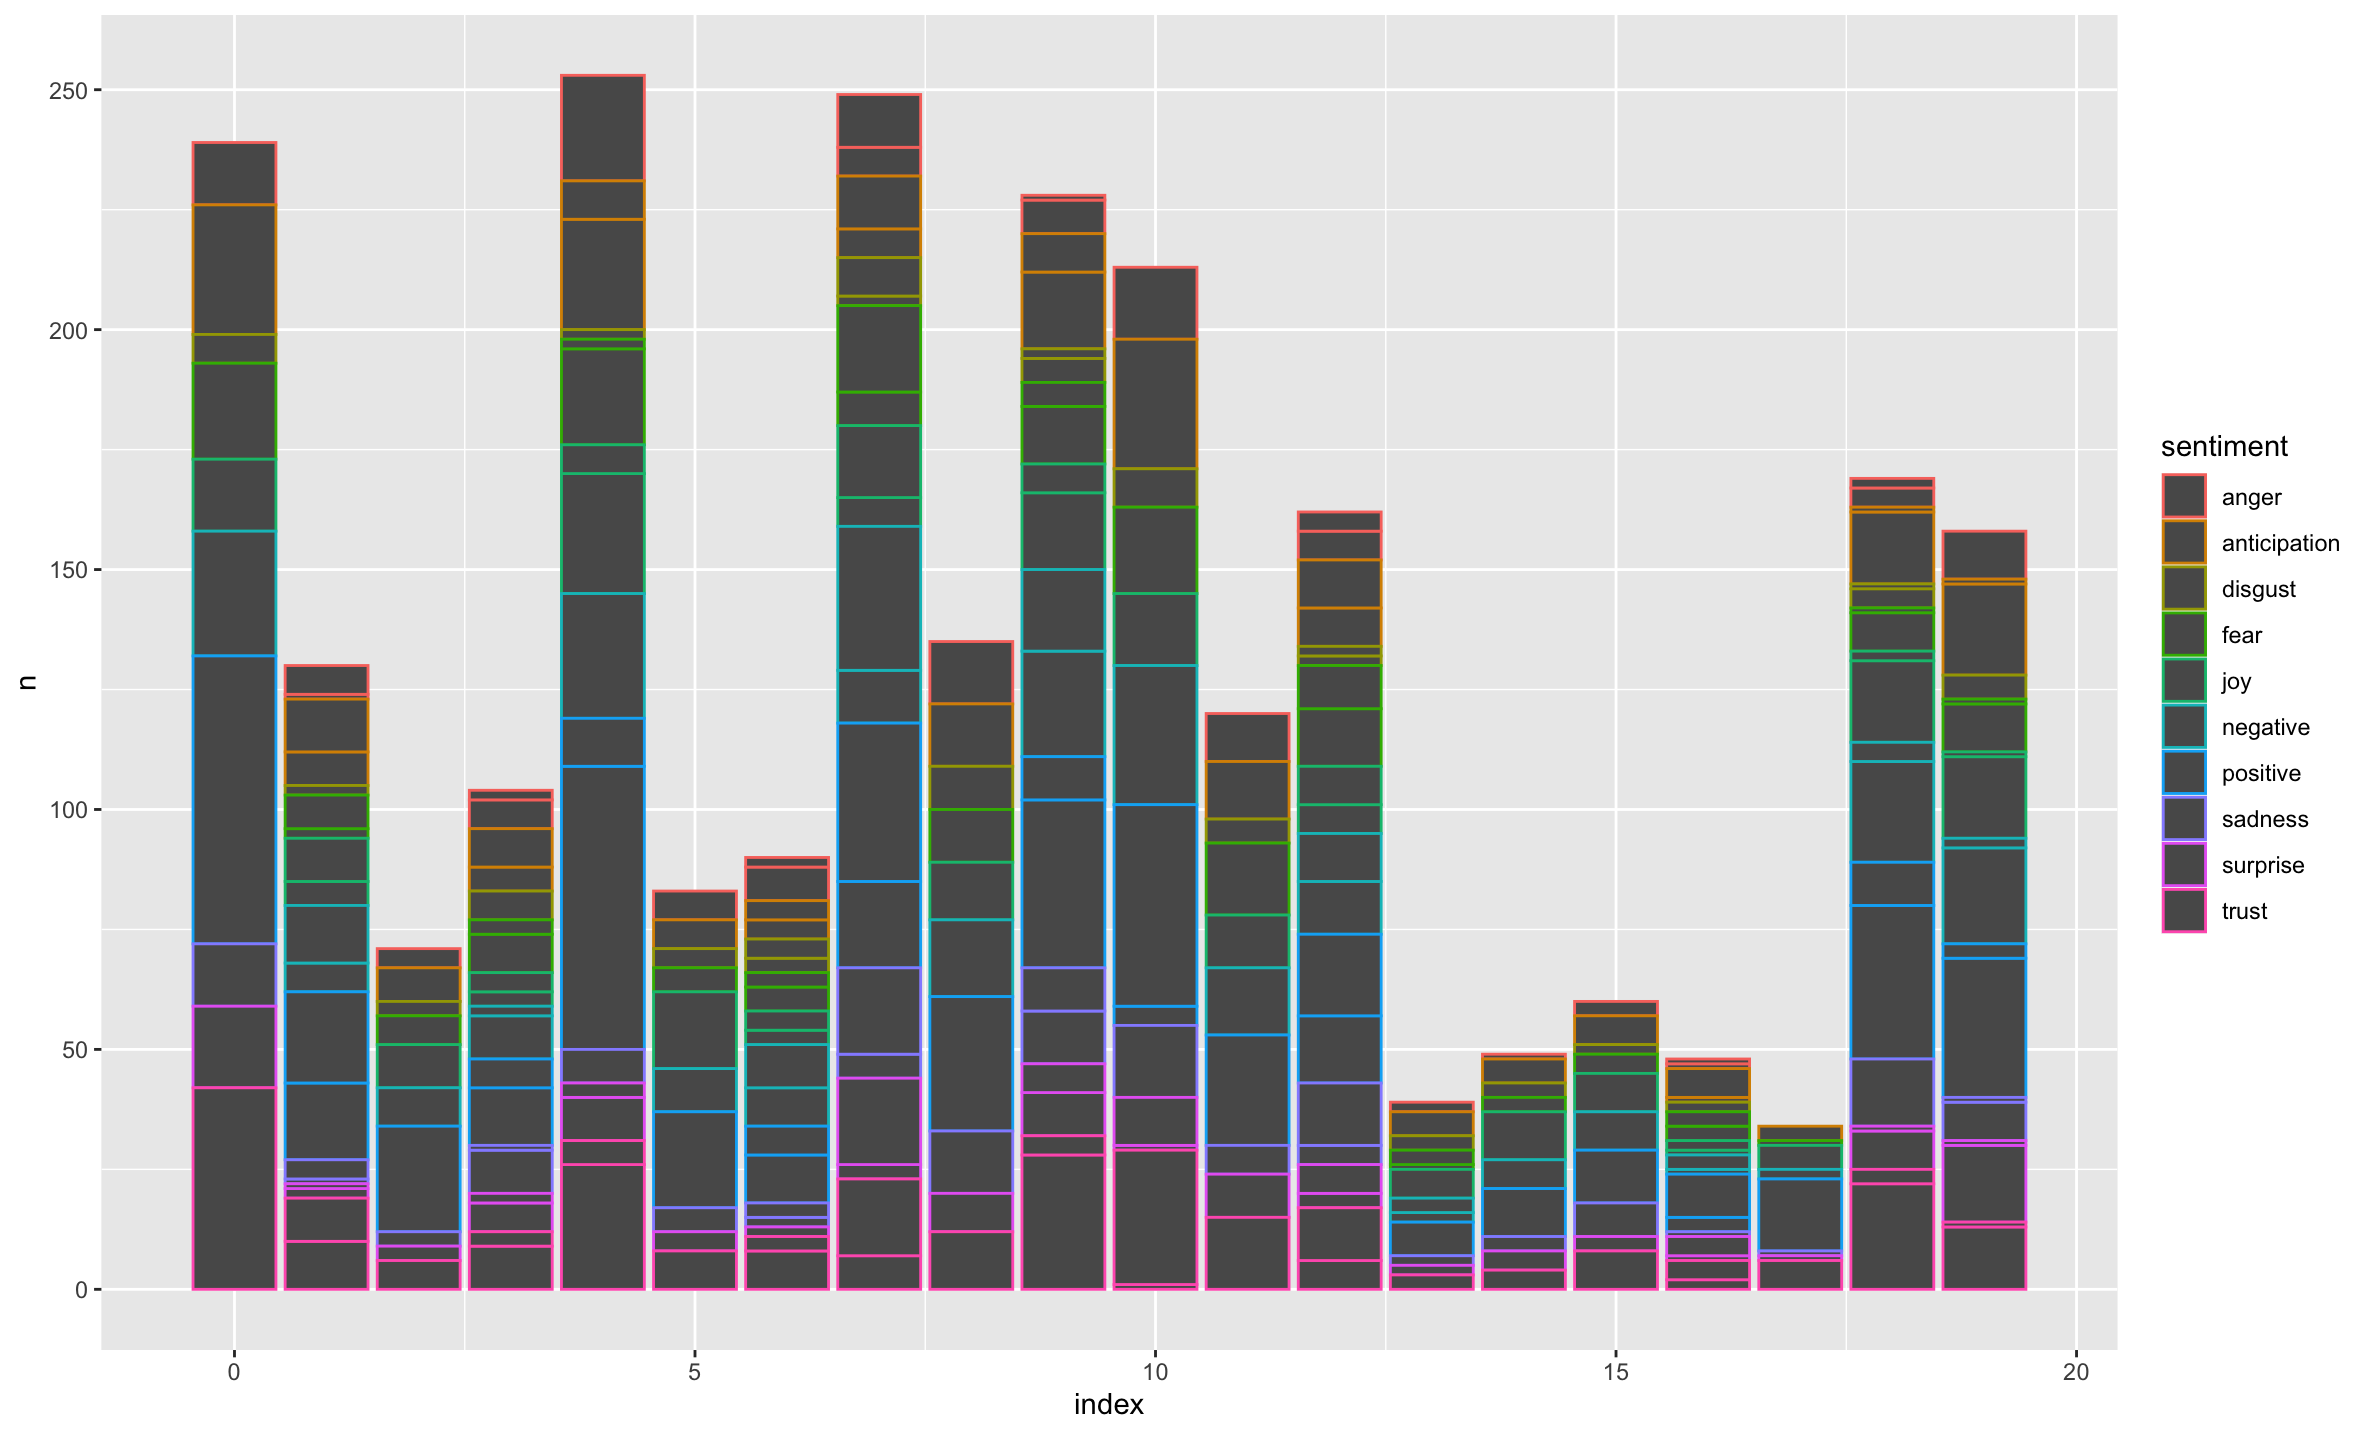 250
200
150
100
50
0
n
0 5 10 15 20
index
sentiment
anger
anticipation
disgust
fear
joy
negative
positive
sadness
surprise
trust